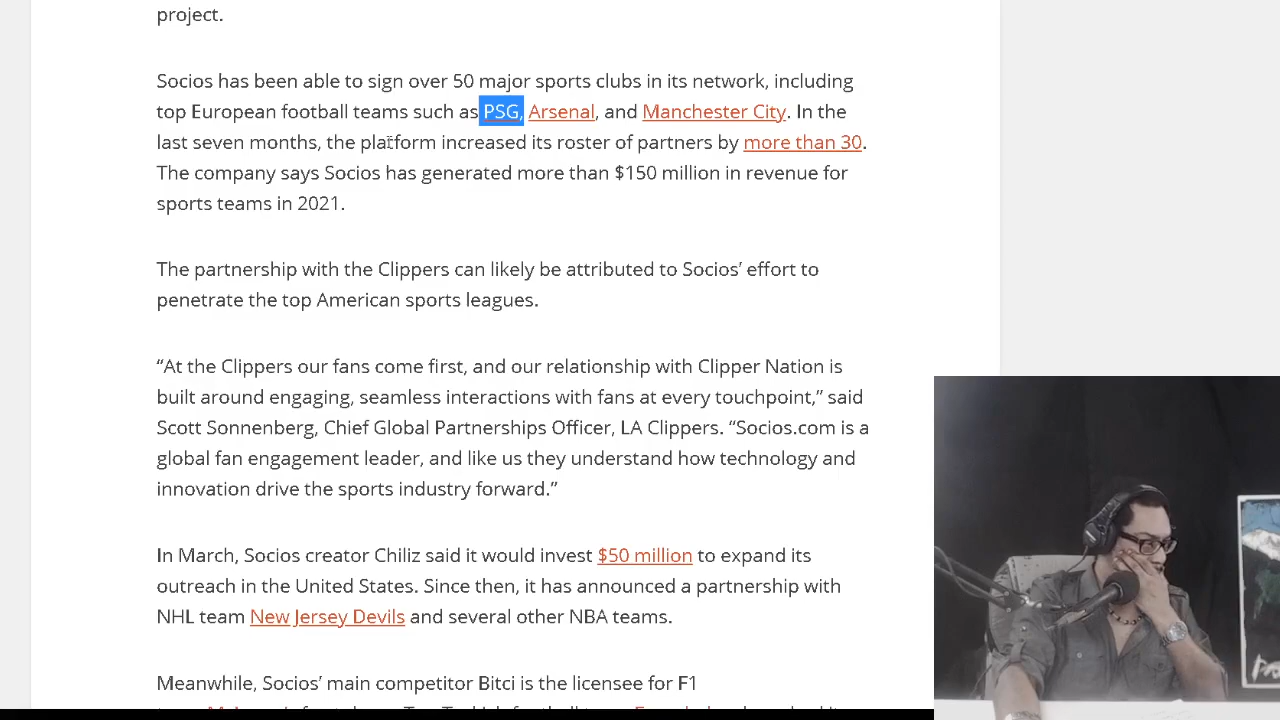 project.
Socios has been able to sign over 50 major sports clubs in its network, including
top European football teams such as PSG, Arsenal, and Manchester City. In the
last seven months, the platform increased its roster of partners by more than 30.
The company says Socios has generated more than $150 million in revenue for
sports teams in 2021.
The partnership with the Clippers can likely be attributed to Socios’ effort to
penetrate the top American sports leagues.
“At the Clippers our fans come first, and our relationship with Clipper Nation is
built around engaging, seamless interactions with fans at every touchpoint,” said
Scott Sonnenberg, Chief Global Partnerships Officer, LA Clippers. “Socios.com is a
global fan engagement leader, and like us they understand how technology and
innovation drive the sports industry forward.”
In March, Socios creator Chiliz said it would invest $50 million to expand its
outreach in the United States. Since then, it has announced a partnership with
NHL team New Jersey Devils and several other NBA teams.
Meanwhile, Socios’ main competitor Bitci is the licensee for F1